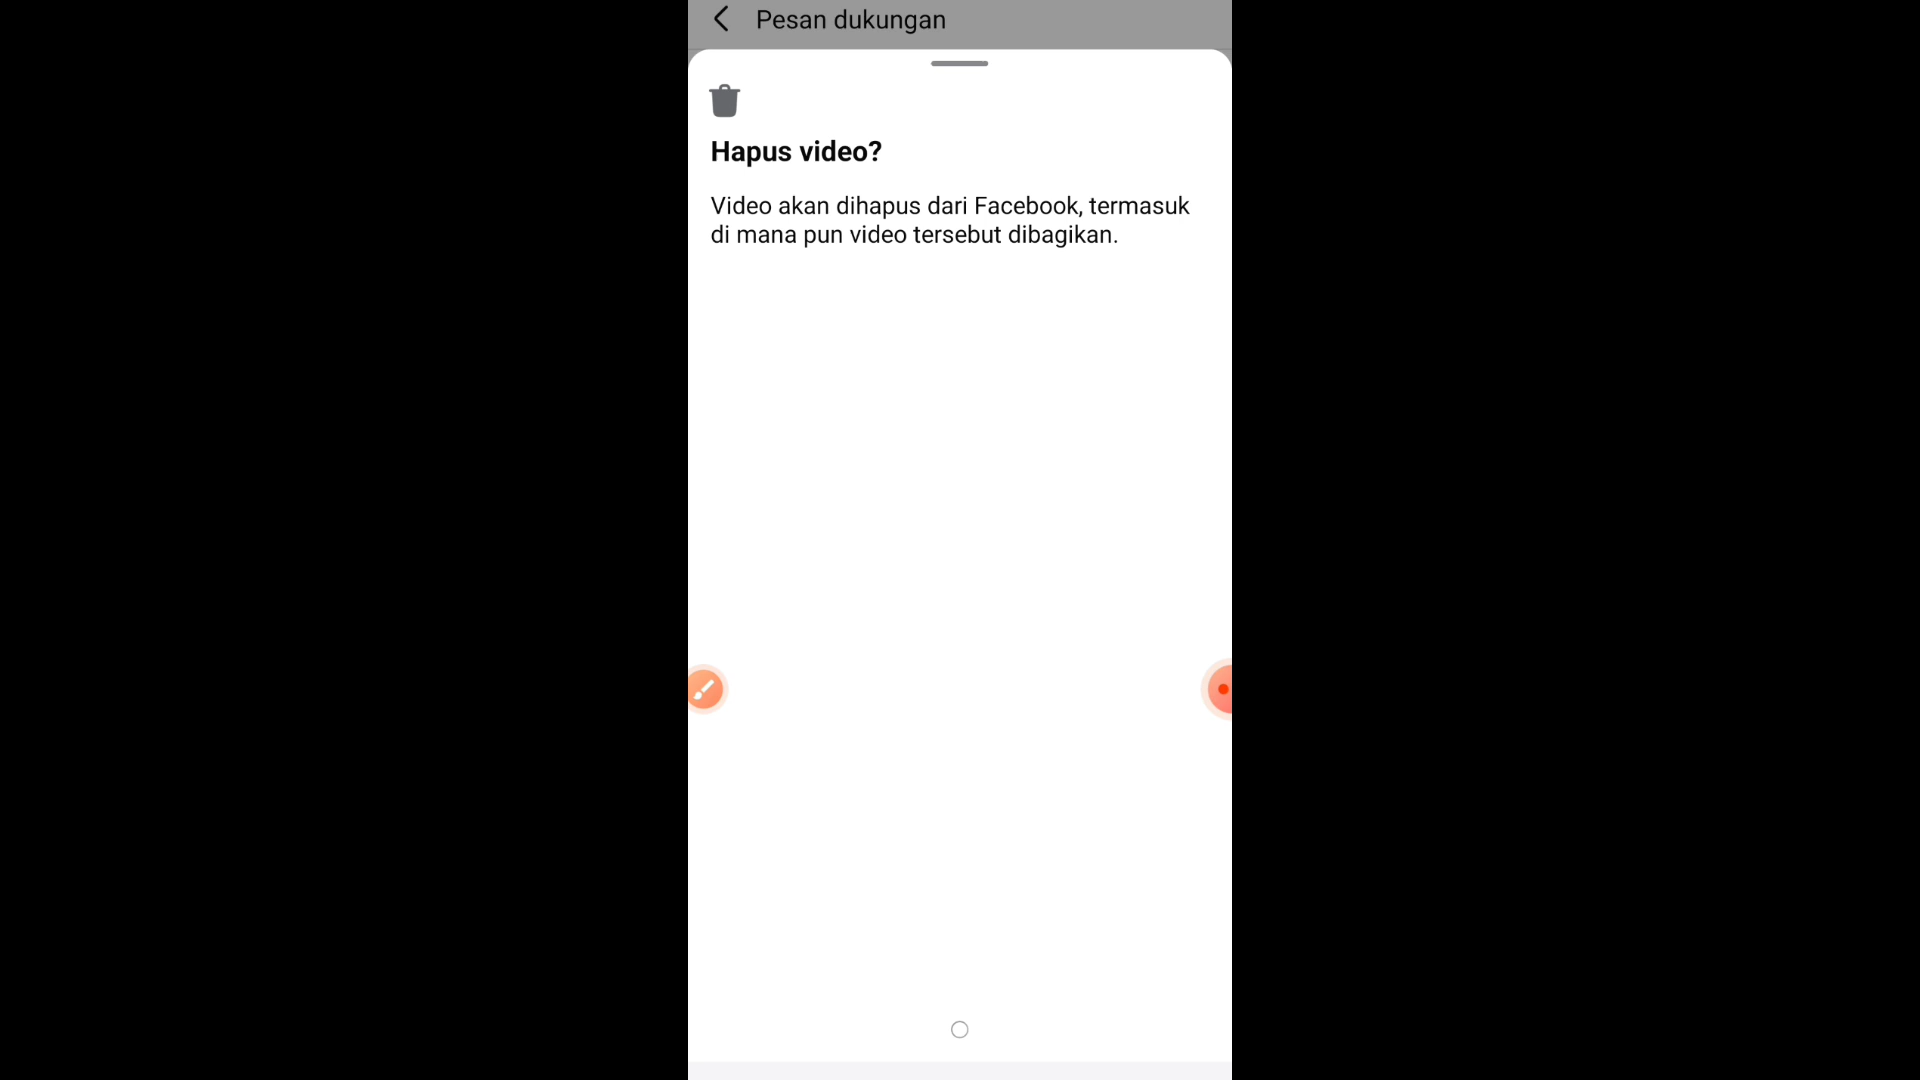 Pesan dukungan
Hapus video?
Video akan dihapus dari Facebook, termasuk
di mana pun video tersebut dibagikan.